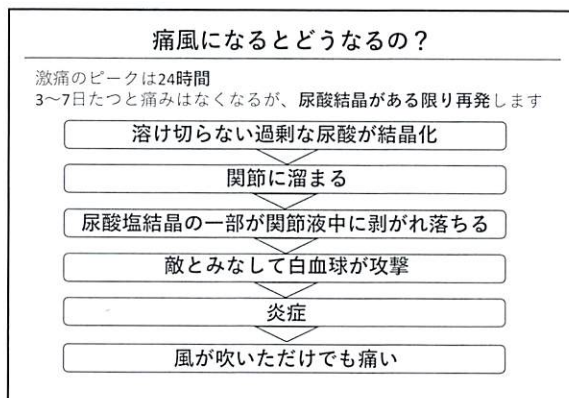 痛風になるとどうなるの？
激痛のピークは24時間
3～7日たつと痛みはなくなるが、尿酸結晶がある限り再発します
溶け切らない過剰な尿酸が結晶化
関節に溜まる
尿酸塩結晶の一部が関節液中に剥がれ落ちる
敵とみなして白血球が攻撃
炎症
風が吹いただけでも痛い